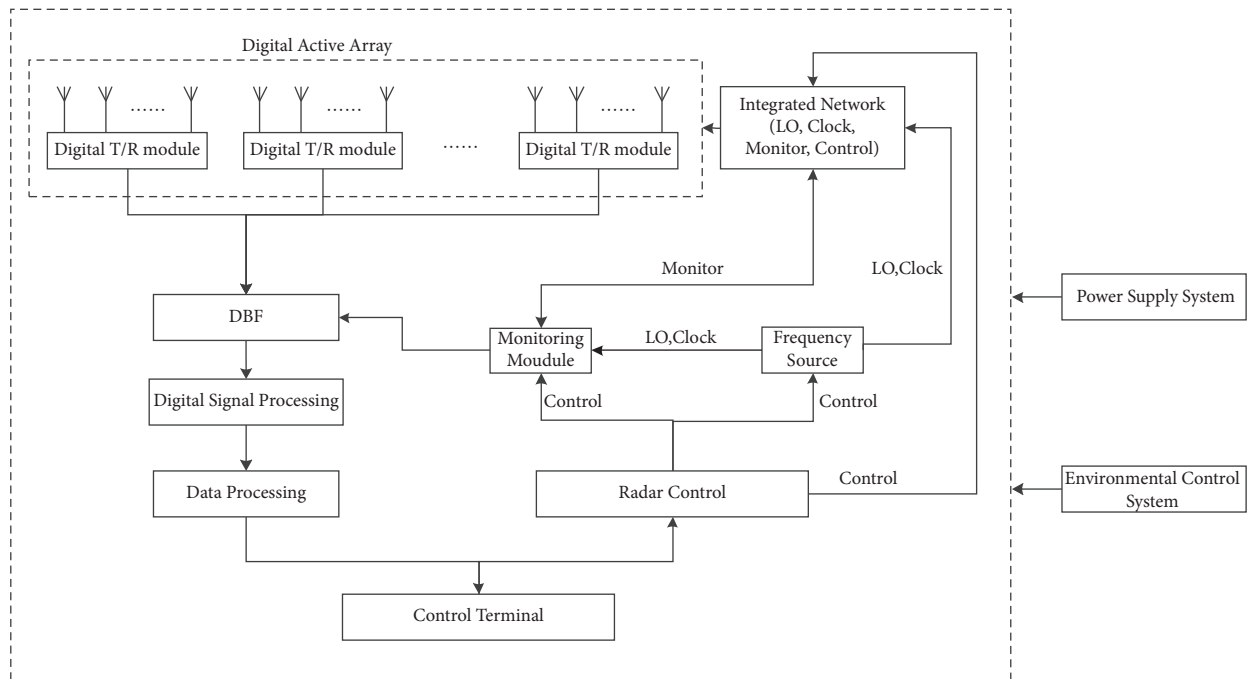 Digital Active Array
...... ...... ......
Digital T/R module
Digital T/R module
......
Digital T/R module
Integrated Network
(LO, Clock,
Monitor, Control)
Monitor
LO,Clock
Power Supply System
DBF
Monitoring
Moudule
LO,Clock
Frequency
Source
Digital Signal Processing
Control
Control
Data Processing
Radar Control
Control
Environmental Control
System
Control Terminal